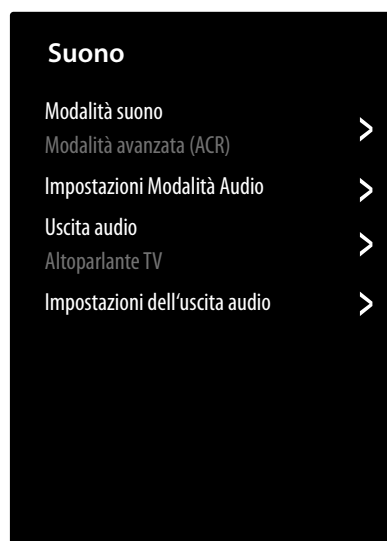 Suono
Modalità suono
Modalità avanzata (ACR)
Impostazioni Modalità Audio
Uscita audio
Altoparlante TV
Impostazioni dell‘uscita audio